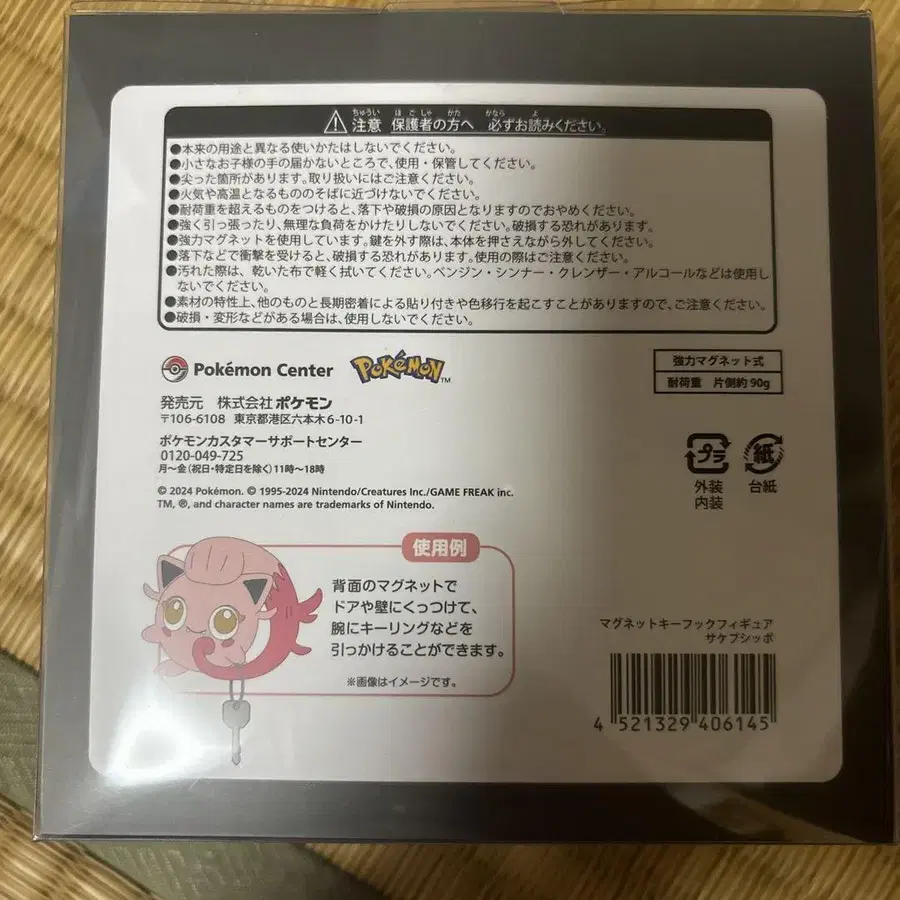 注意 保護者の方へ 必ずお読みください。
●本来の用途と異なる使いかたはしないでください。
●小さなお子様の手の届かないところで、使用・保管してください。
●尖った箇所があります。取り扱いにはご注意ください。
●火気や高温となるもののそばに近づけないでください。
●耐荷重を超えるものをつけると、落下や破損の原因となりますのでおやめください。
●強く引っ張ったり、無理な負荷をかけたりしないでください。破損する恐れがあります。
●強力マグネットを使用しています。鍵を外す際は、本体を押さえながら外してください。
●落下などで衝撃を受けると、破損する恐れがあります。使用の際はご注意ください。
●汚れた際は、乾いた布で軽く拭いてください。ベンジン・シンナー・クレンザー・アルコールなどは使用し
ないでください。
●素材の特性上、他のものと長期密着による貼り付きや色移行を起こすことがありますので、ご注意ください。
●破損・変形などがある場合は、使用しないでください。
Pokémon Center POKéMON TM
強力マグネット式
耐荷重 片側約90g
発売元 株式会社ポケモン
〒106-6108 東京都港区六本木6-10-1
ポケモンカスタマーサポートセンター
0120-049-725
月〜金(祝日・特定日を除く)11時〜18時
プラ
外装
内装
紙
台紙
© 2024 Pokémon. © 1995-2024 Nintendo/Creatures Inc./GAME FREAK inc.
TM, ®, and character names are trademarks of Nintendo.
使用例
背面のマグネットで
ドアや壁にくっつけて、
腕にキーリングなどを
引っかけることができます。
※画像はイメージです。
マグネットキーフックフィギュア
サケブシッポ
4 521329 406145